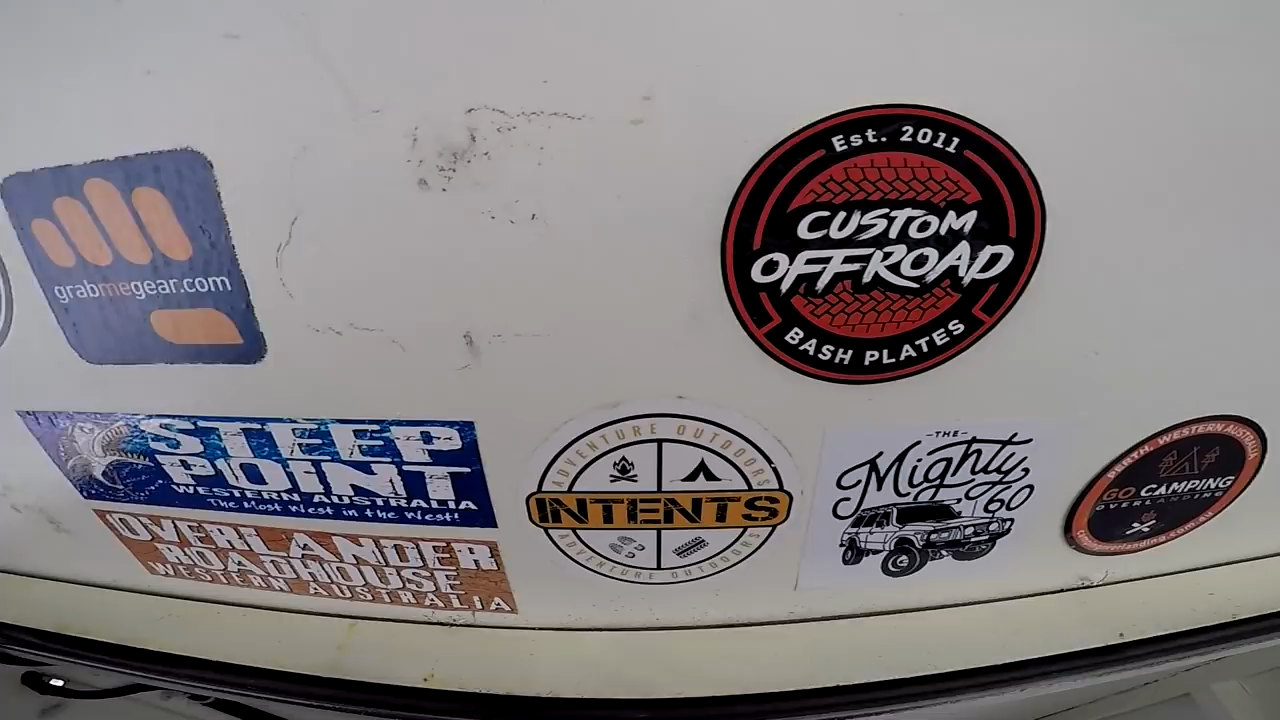 grabmegear.com
Est. 2011
CUSTOM
OFFROAD
BASH PLATES
STEEP
POINT
WESTERN AUSTRALIA
The Most West in the West!
OVERLANDER
ROADHOUSE
WESTERN AUSTRALIA
ADVENTURE OUTDOORS
INTENTS
ADVENTURE OUTDOORS
-THE-
Mighty
60
PERTH, WESTERN AUSTRALIA
GO CAMPING
OVERLANDING